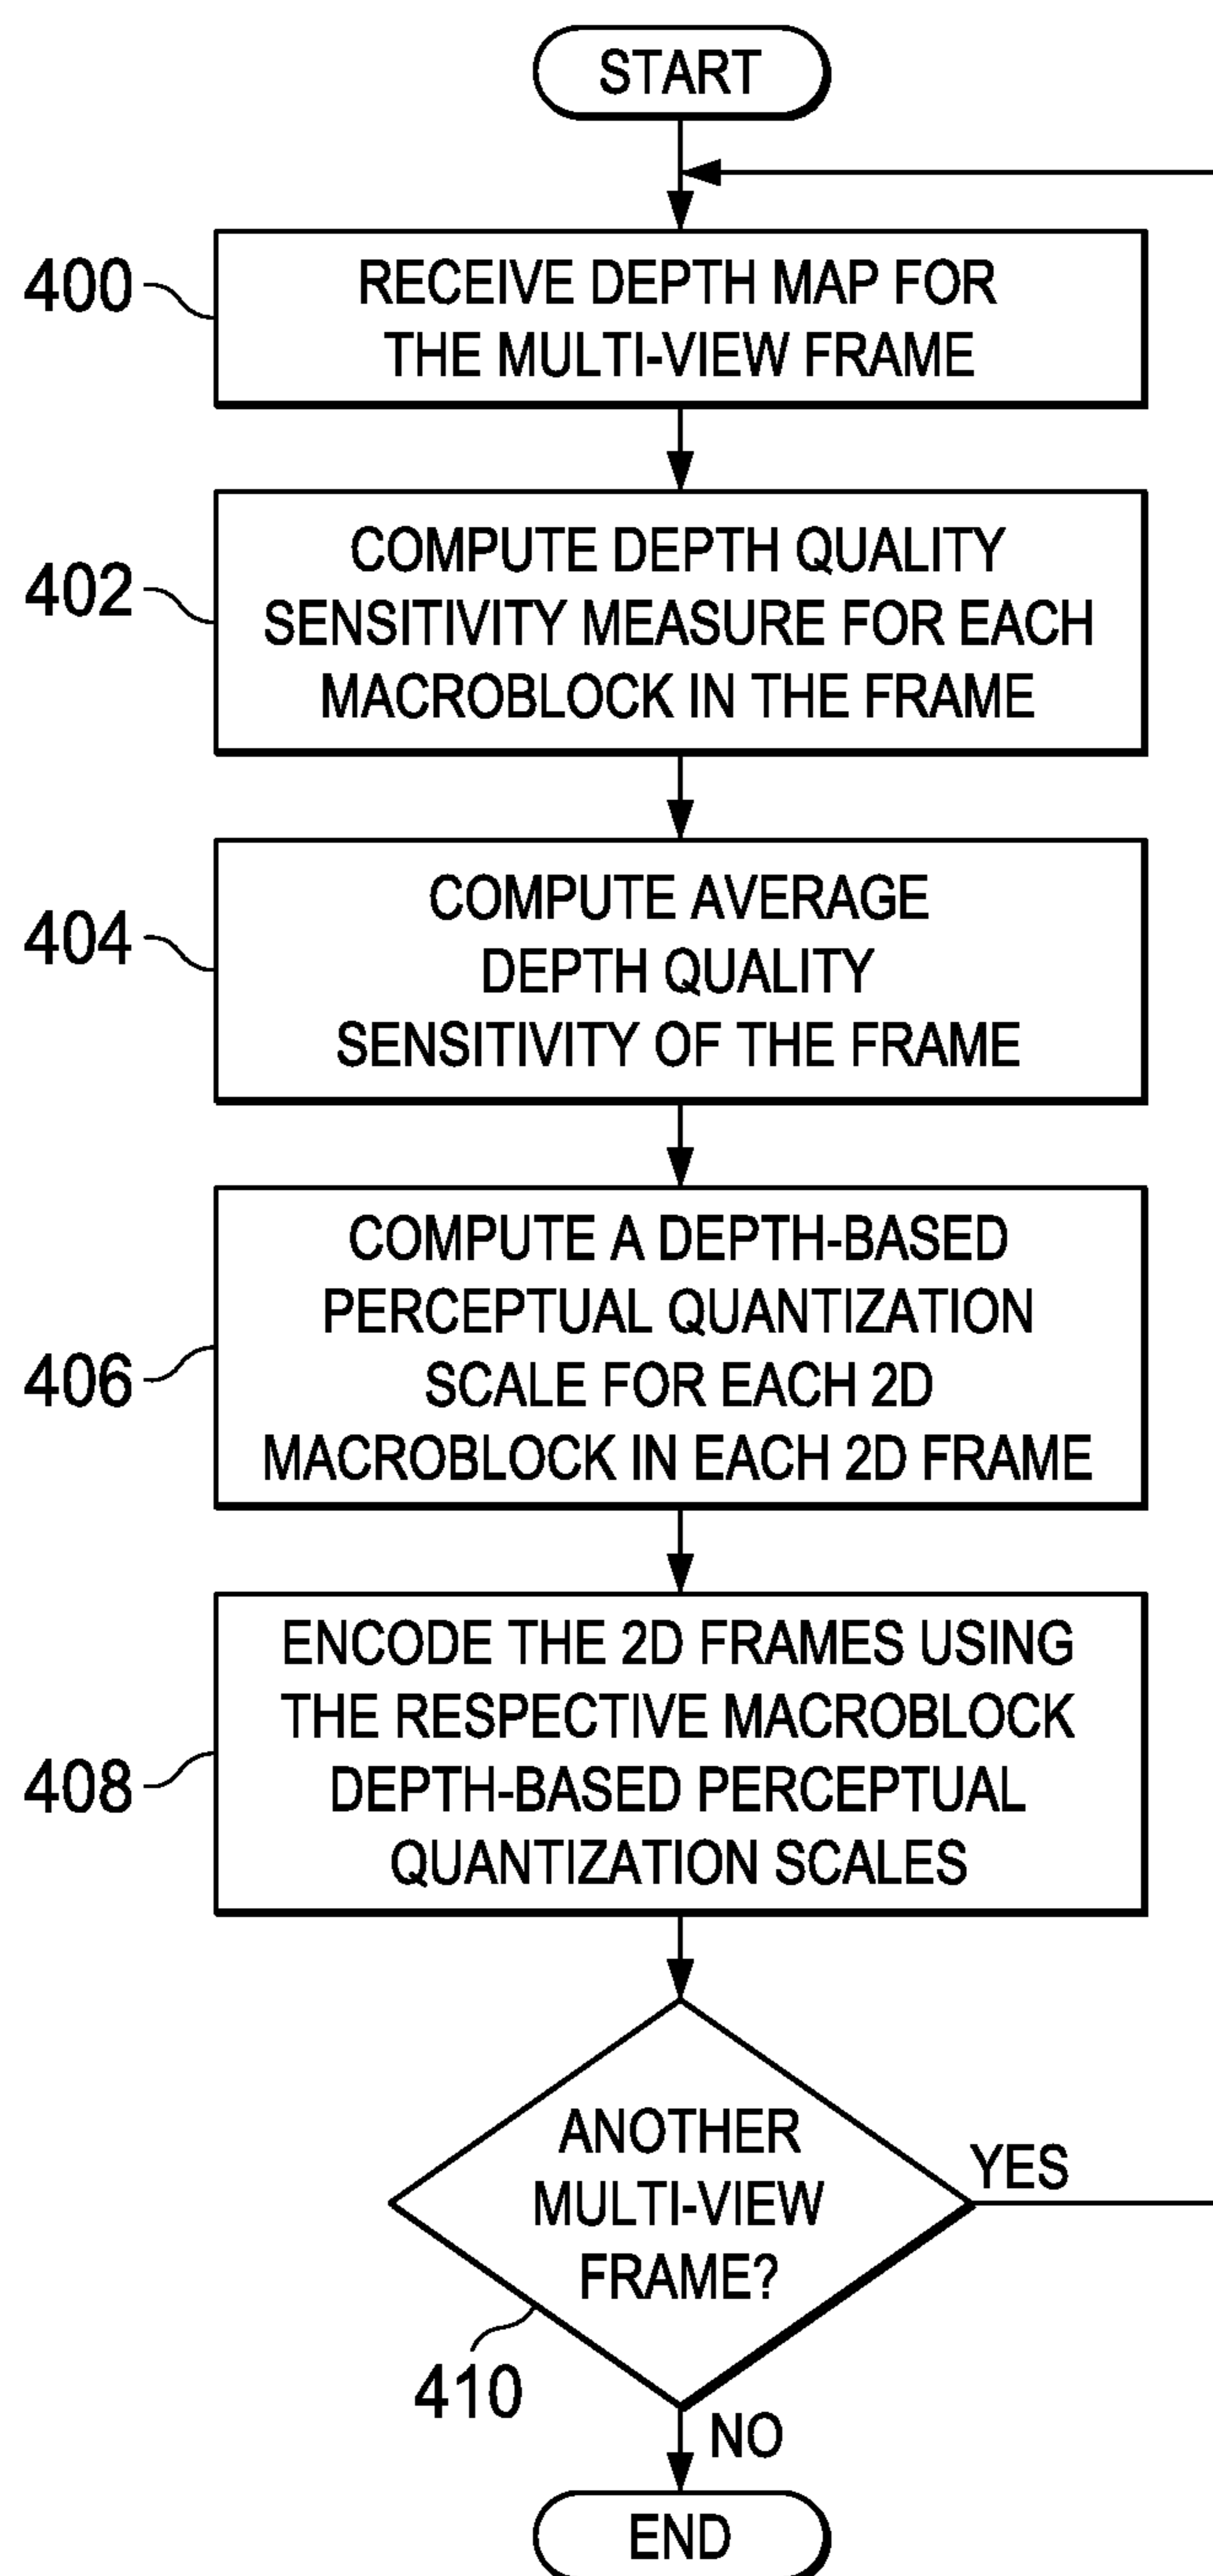 START
400
RECEIVE DEPTH MAP FOR
THE MULTI-VIEW FRAME
402
COMPUTE DEPTH QUALITY
SENSITIVITY MEASURE FOR EACH
MACROBLOCK IN THE FRAME
404
COMPUTE AVERAGE
DEPTH QUALITY
SENSITIVITY OF THE FRAME
406
COMPUTE A DEPTH-BASED
PERCEPTUAL QUANTIZATION
SCALE FOR EACH 2D
MACROBLOCK IN EACH 2D FRAME
408
ENCODE THE 2D FRAMES USING
THE RESPECTIVE MACROBLOCK
DEPTH-BASED PERCEPTUAL
QUANTIZATION SCALES
ANOTHER
MULTI-VIEW
FRAME?
YES
410
NO
END